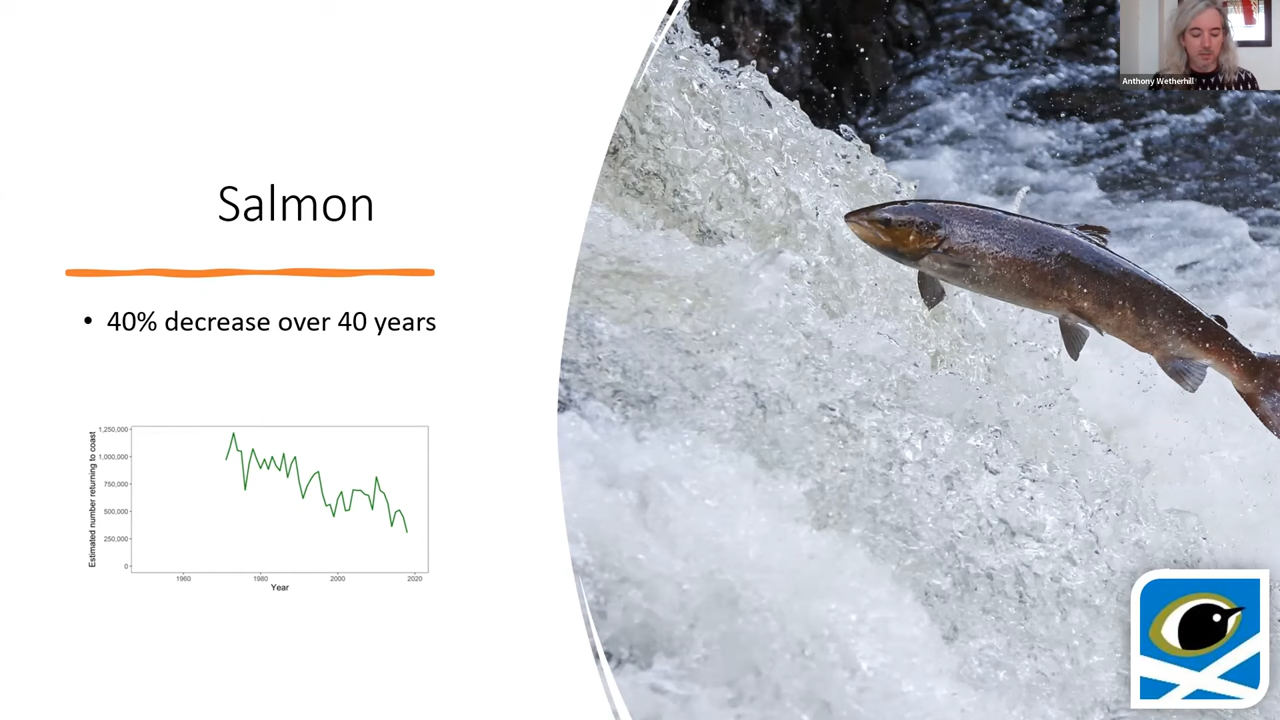 Anthony Wetherhill
Salmon
• 40% decrease over 40 years
Estimated number returning to coast
1,250,000
1,000,000
750,000
500,000
250,000
0
1960
1980
2000
2020
Year